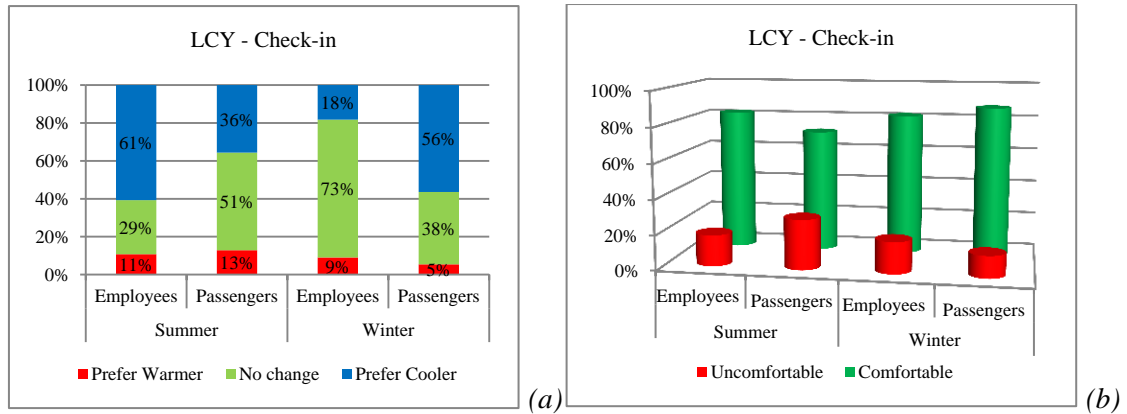 LCY - Check-in
100%
80%
60%
40%
20%
0%
61%
36%
18%
56%
29%
51%
73%
38%
11%
13%
9%
5%
Employees Passengers Employees Passengers
Summer Winter
Prefer Warmer No change Prefer Cooler
(a)
LCY - Check-in
100%
80%
60%
40%
20%
0%
Employees Passengers Employees Passengers
Summer Winter
Uncomfortable Comfortable
(b)